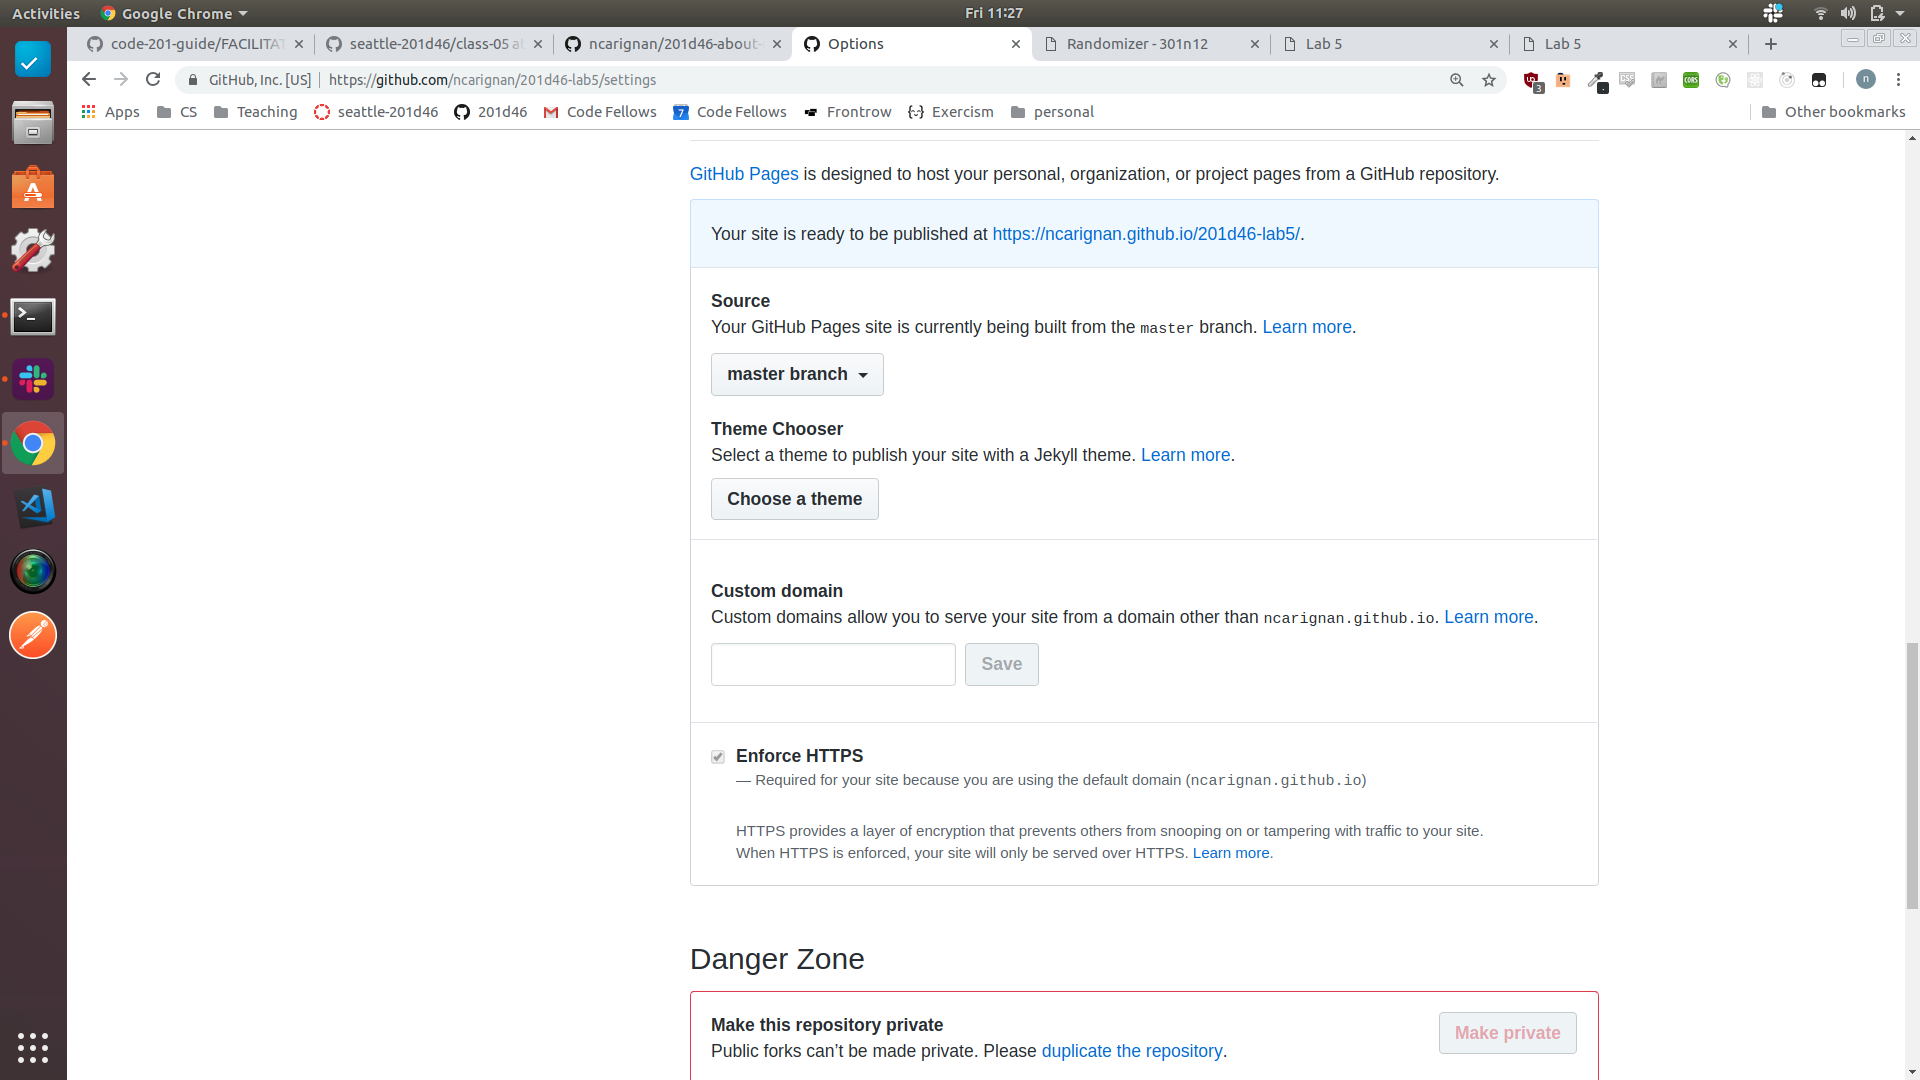 Activities Google Chrome Fri 11:27
code-201-guide/FACILITAT seattle-201d46/class-05 at ncarignan/201d46-about- Options Randomizer - 301n12 Lab 5 Lab 5
GitHub, Inc. [US] https://github.com/ncarignan/201d46-lab5/settings
Apps CS Teaching seattle-201d46 201d46 Code Fellows Code Fellows Frontrow Exercism personal Other bookmarks
GitHub Pages is designed to host your personal, organization, or project pages from a GitHub repository.
Your site is ready to be published at https://ncarignan.github.io/201d46-lab5/.
Source
Your GitHub Pages site is currently being built from the master branch. Learn more.
master branch
Theme Chooser
Select a theme to publish your site with a Jekyll theme. Learn more.
Choose a theme
Custom domain
Custom domains allow you to serve your site from a domain other than ncarignan.github.io. Learn more.
Save
Enforce HTTPS
— Required for your site because you are using the default domain (ncarignan.github.io)
HTTPS provides a layer of encryption that prevents others from snooping on or tampering with traffic to your site.
When HTTPS is enforced, your site will only be served over HTTPS. Learn more.
Danger Zone
Make this repository private
Make private
Public forks can't be made private. Please duplicate the repository.